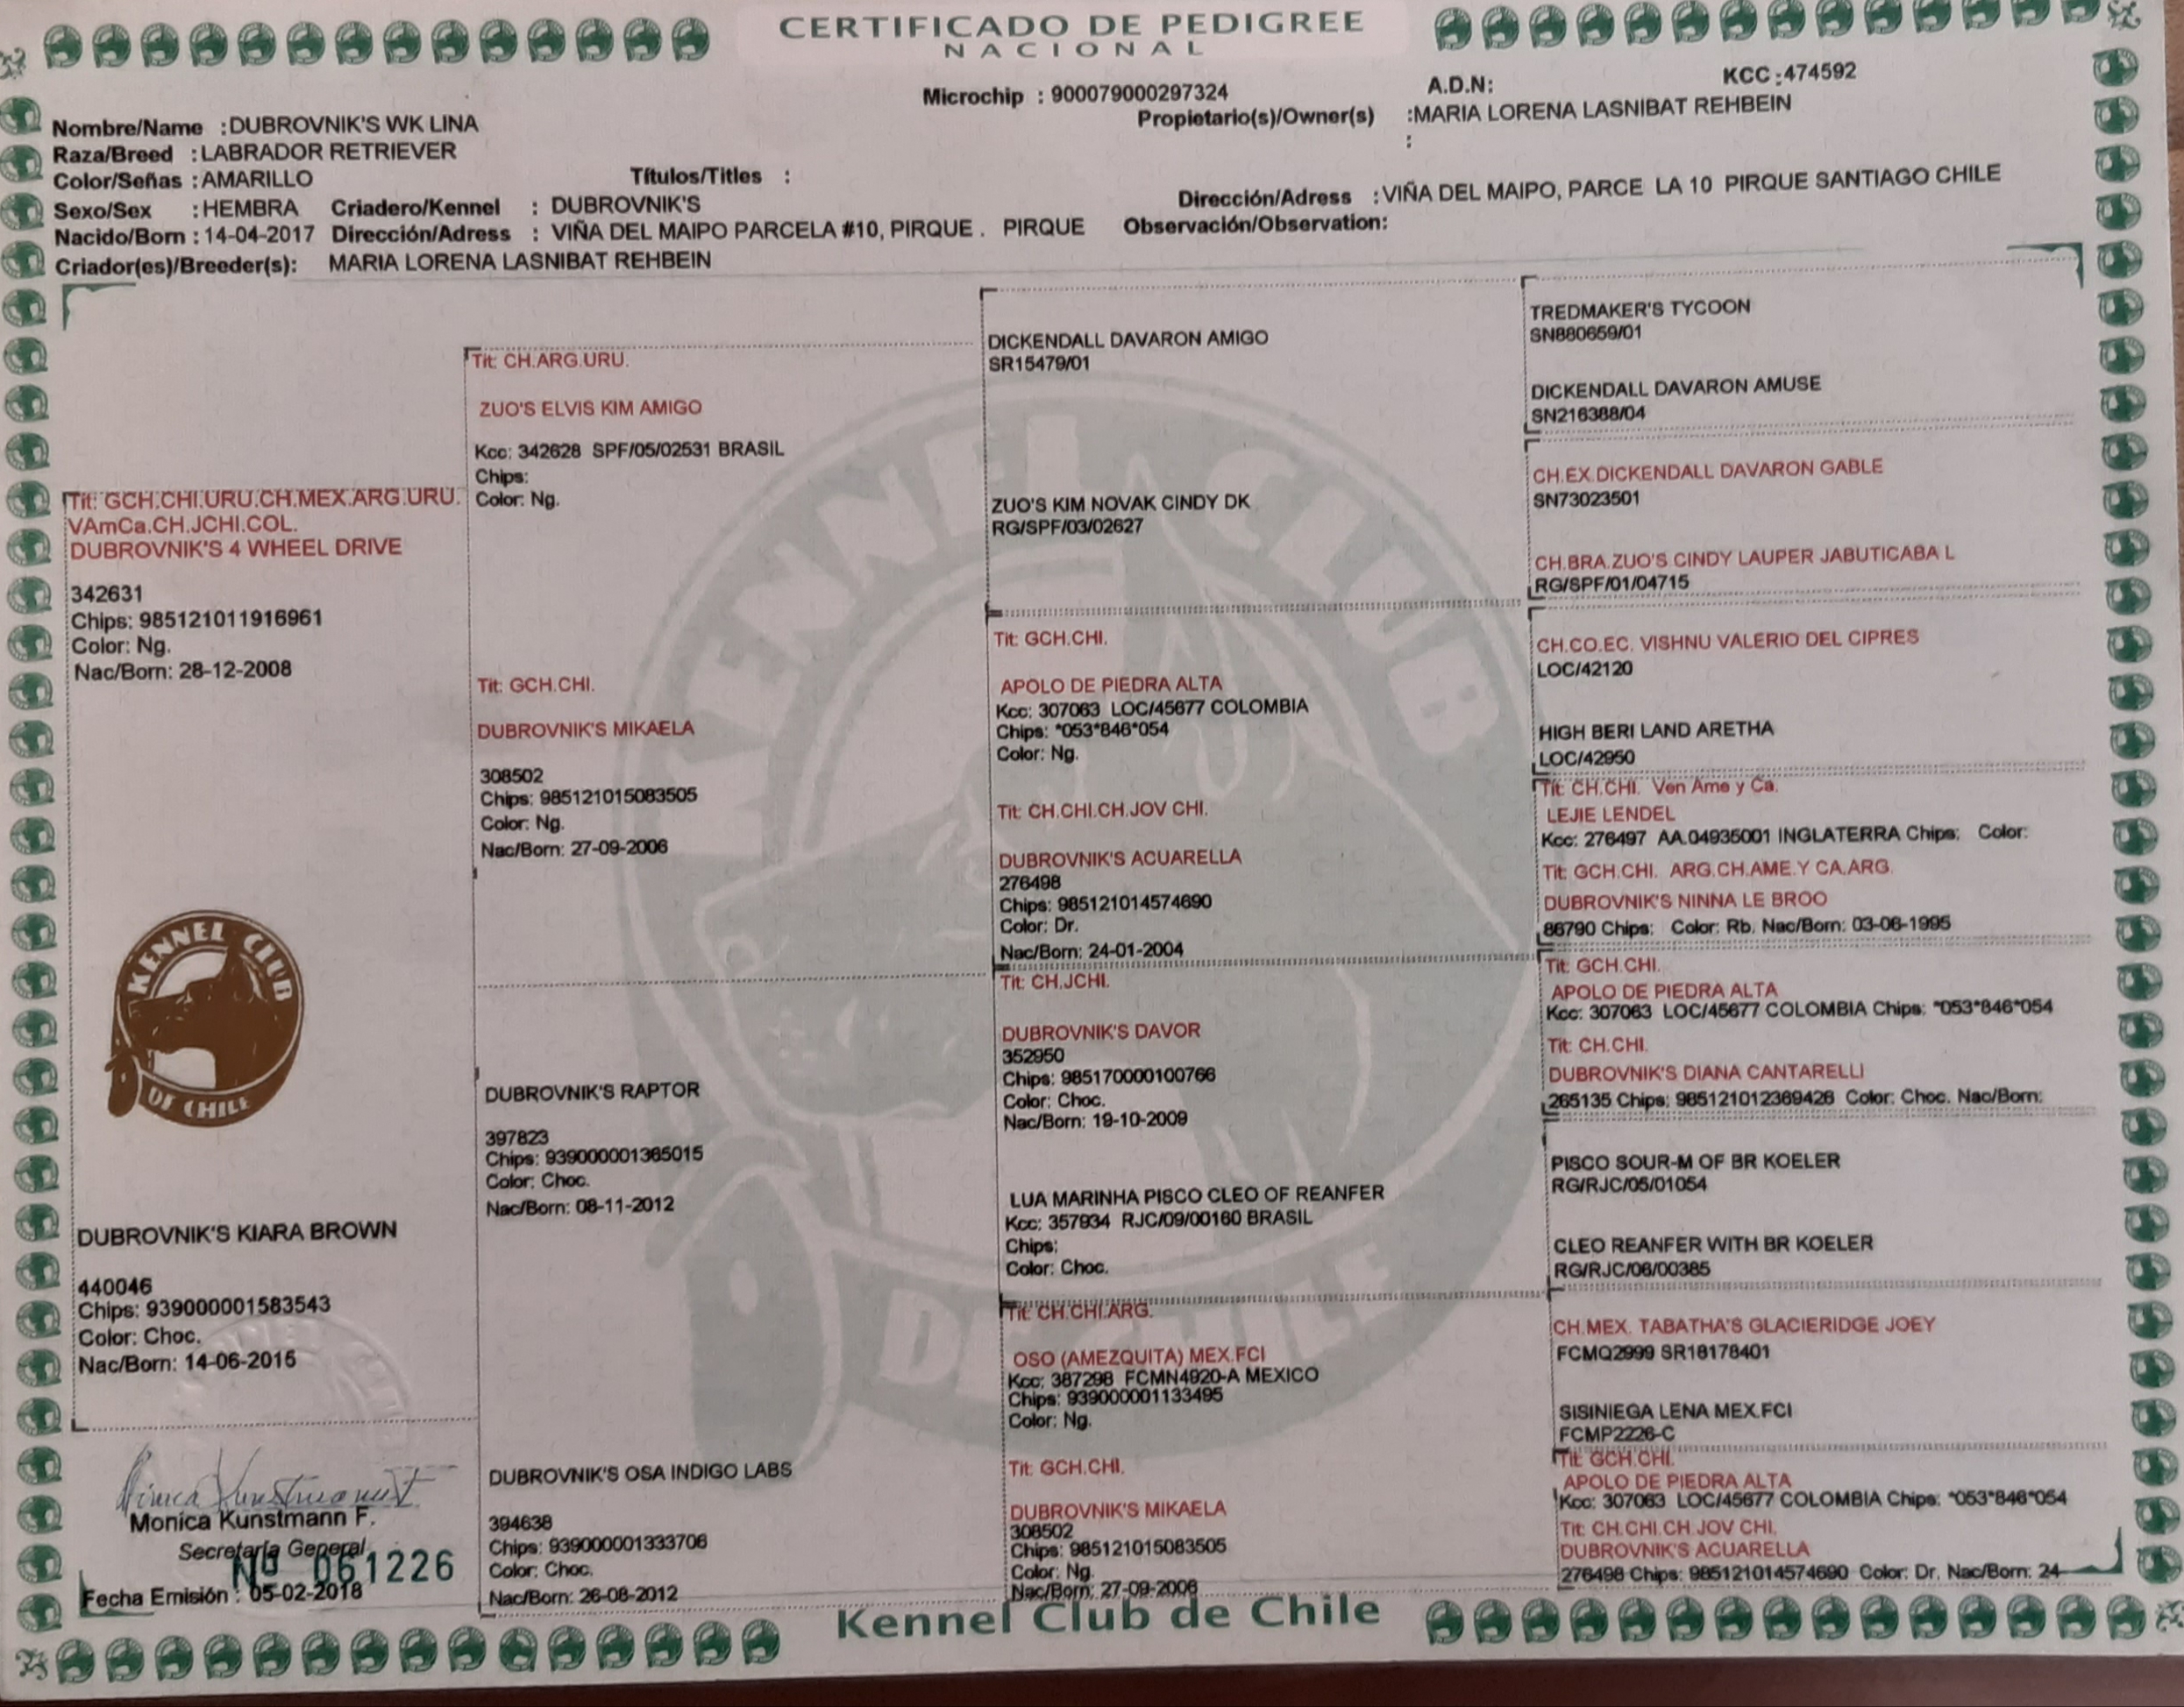 CERTIFICADO DE PEDIGREE
NACIONAL
Microchip : 900079000297324
A.D.N:
KCC :474592
Nombre/Name :DUBROVNIK'S WK LINA
Propietario(s)/Owner(s) :MARIA LORENA LASNIBAT REHBEIN
:
Raza/Breed :LABRADOR RETRIEVER
Color/Señas :AMARILLO
Títulos/Titles :
Dirección/Adress :VIÑA DEL MAIPO, PARCE LA 10 PIRQUE SANTIAGO CHILE
Sexo/Sex :HEMBRA Criadero/Kennel : DUBROVNIK'S
Nacido/Born : 14-04-2017 Dirección/Adress : VIÑA DEL MAIPO PARCELA #10, PIRQUE . PIRQUE
Observación/Observation:
Criador(es)/Breeder(s): MARIA LORENA LASNIBAT REHBEIN
Tit: GCH.CHI.URU.CH.MEX.ARG.URU.
VAmCa.CH.JCHI.COL.
DUBROVNIK'S 4 WHEEL DRIVE
342631
Chips: 985121011916961
Color: Ng.
Nac/Born: 28-12-2008
KENNEL CLUB
DE CHILE
DUBROVNIK'S KIARA BROWN
440046
Chips: 939000001583543
Color: Choc.
Nac/Born: 14-06-2015
Monica Kunstmann F.
Secretaría General
Nº 061226
Fecha Emisión : 05-02-2018
Tit: CH.ARG.URU.
ZUO'S ELVIS KIM AMIGO
Kcc: 342628 SPF/05/02531 BRASIL
Chips:
Color: Ng.
Tit: GCH.CHI.
DUBROVNIK'S MIKAELA
308502
Chips: 985121015083505
Color: Ng.
Nac/Born: 27-09-2006
DUBROVNIK'S RAPTOR
397823
Chips: 939000001365015
Color: Choc.
Nac/Born: 08-11-2012
DUBROVNIK'S OSA INDIGO LABS
394638
Chips: 939000001333706
Color: Choc.
Nac/Born: 26-08-2012
DICKENDALL DAVARON AMIGO
SR15479/01
ZUO'S KIM NOVAK CINDY DK
RG/SPF/03/02627
Tit: GCH.CHI.
APOLO DE PIEDRA ALTA
Kcc: 307063 LOC/45677 COLOMBIA
Chips: *053*846*054
Color: Ng.
Tit: CH.CHI.CH.JOV CHI.
DUBROVNIK'S ACUARELLA
276498
Chips: 985121014574690
Color: Dr.
Nac/Born: 24-01-2004
Tit: CH.JCHI.
DUBROVNIK'S DAVOR
352950
Chips: 985170000100766
Color: Choc.
Nac/Born: 19-10-2009
LUA MARINHA PISCO CLEO OF REANFER
Kcc: 357934 RJC/09/00160 BRASIL
Chips:
Color: Choc.
Tit: CH.CHI.ARG.
OSO (AMEZQUITA) MEX.FCI
Kcc: 387298 FCMN4920-A MEXICO
Chips: 939000001133495
Color: Ng.
Tit: GCH.CHI.
DUBROVNIK'S MIKAELA
308502
Chips: 985121015083505
Color: Ng.
Nac/Born: 27-09-2006
TREDMAKER'S TYCOON
SN880659/01
DICKENDALL DAVARON AMUSE
SN216388/04
CH.EX.DICKENDALL DAVARON GABLE
SN73023501
CH.BRA.ZUO'S CINDY LAUPER JABUTICABA L
RG/SPF/01/04715
CH.CO.EC. VISHNU VALERIO DEL CIPRES
LOC/42120
HIGH BERI LAND ARETHA
LOC/42950
Tit: CH.CHI. Ven Ame y Ca.
LEJIE LENDEL
Kcc: 276497 AA.04935001 INGLATERRA Chips: Color:
Tit: GCH.CHI. ARG.CH.AME.Y CA.ARG.
DUBROVNIK'S NINNA LE BROO
86790 Chips: Color: Rb. Nac/Born: 03-06-1995
Tit: GCH.CHI.
APOLO DE PIEDRA ALTA
Kcc: 307063 LOC/45677 COLOMBIA Chips: *053*846*054
Tit: CH.CHI.
DUBROVNIK'S DIANA CANTARELLI
265135 Chips: 985121012369426 Color: Choc. Nac/Born:
PISCO SOUR-M OF BR KOELER
RG/RJC/05/01054
CLEO REANFER WITH BR KOELER
RG/RJC/06/00385
CH.MEX. TABATHA'S GLACIERIDGE JOEY
FCMQ2999 SR18178401
SISINIEGA LENA MEX.FCI
FCMP2226-C
Tit: GCH.CHI.
APOLO DE PIEDRA ALTA
Kcc: 307063 LOC/45677 COLOMBIA Chips: *053*846*054
Tit: CH.CHI.CH.JOV CHI.
DUBROVNIK'S ACUARELLA
276498 Chips: 985121014574690 Color: Dr. Nac/Born: 24-
KENNEL CLUB
DE CHILE
Kennel Club de Chile